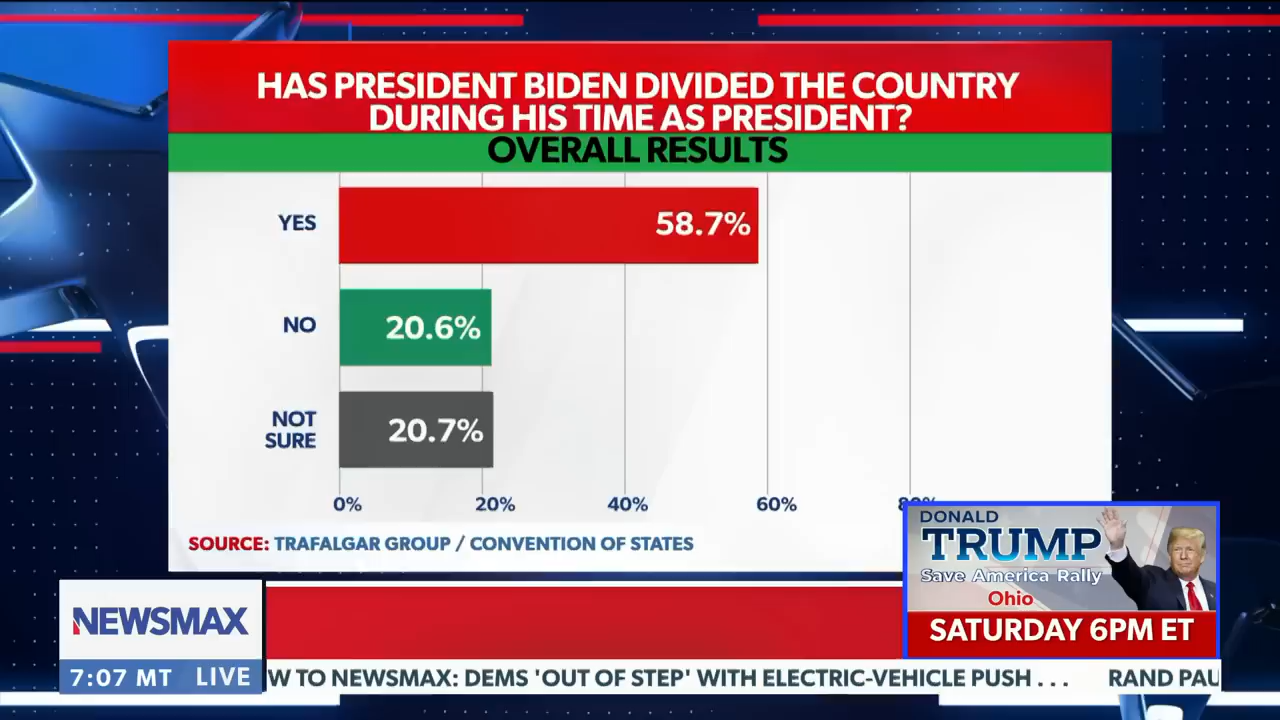 HAS PRESIDENT BIDEN DIVIDED THE COUNTRY
DURING HIS TIME AS PRESIDENT?
OVERALL RESULTS
YES
58.7%
NO
20.6%
NOT
SURE
20.7%
0%
20%
40%
60%
80%
SOURCE: TRAFALGAR GROUP / CONVENTION OF STATES
DONALD
TRUMP
Save America Rally
Ohio
SATURDAY 6PM ET
NEWSMAX
7:07 MT LIVE
W TO NEWSMAX: DEMS 'OUT OF STEP' WITH ELECTRIC-VEHICLE PUSH . . . RAND PAU